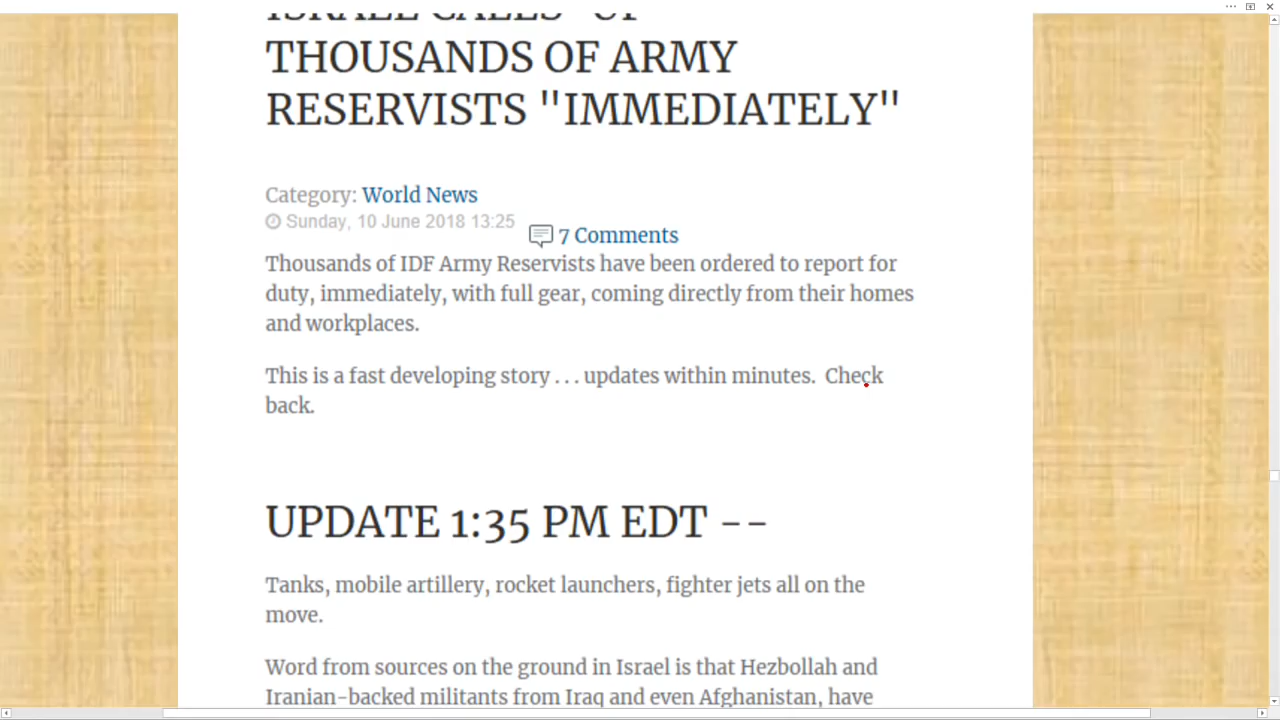 ISRAEL CALLS-UP
THOUSANDS OF ARMY
RESERVISTS "IMMEDIATELY"
Category: World News
Sunday, 10 June 2018 13:25
7 Comments
Thousands of IDF Army Reservists have been ordered to report for
duty, immediately, with full gear, coming directly from their homes
and workplaces.
This is a fast developing story . . . updates within minutes.  Check
back.
UPDATE 1:35 PM EDT --
Tanks, mobile artillery, rocket launchers, fighter jets all on the
move.
Word from sources on the ground in Israel is that Hezbollah and
Iranian-backed militants from Iraq and even Afghanistan, have